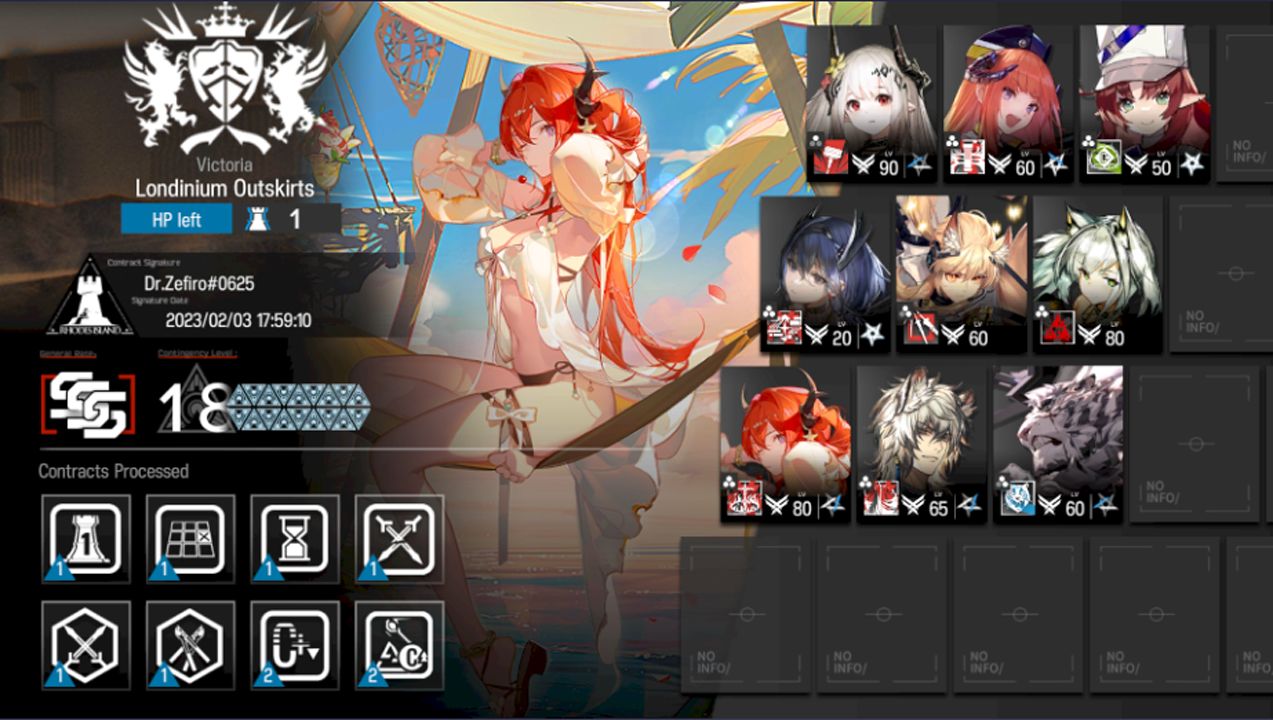 Victoria
Londinium Outskirts
HP left
1
Contract Signature
Dr.Zefiro#0625
Signature Date
2023/02/03 17:59:10
RHODES ISLAND
Contingency Level :
18
Contracts Processed
1
1
1
1
1
1
1
2
2
LV
90
LV
60
LV
50
NO
INFO/
LV
20
LV
60
LV
80
NO
INFO/
LV
80
LV
65
LV
60
NO
INFO/
NO
INFO/
NO
INFO/
NO
INFO/
NO
INFO/
NO
INFO/